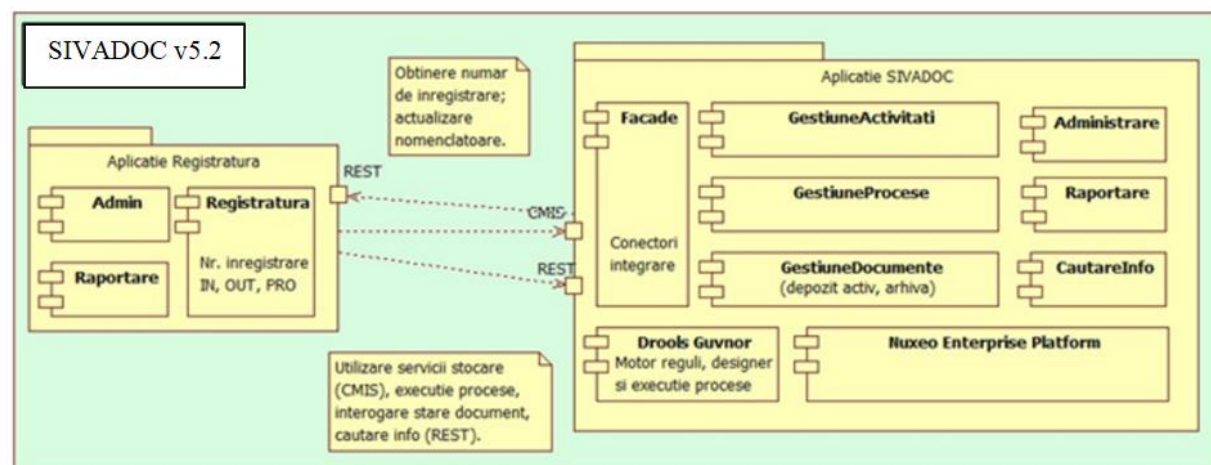 SIVADOC v5.2
Obtinere numar
de inregistrare;
actualizare
nomenclatoare.
Aplicatie Registratura
Admin
Registratura
Nr. inregistrare
IN, OUT, PRO
Raportare
REST
CMIS
REST
Utilizare servicii stocare
(CMIS), executie procese,
interogare stare document,
cautare info (REST).
Aplicatie SIVADOC
Facade
Conectori
integrare
GestiuneActivitati
Administrare
GestiuneProcese
Raportare
GestiuneDocumente
(depozit activ, arhiva)
CautareInfo
Drools Guvnor
Motor reguli, designer
si executie procese
Nuxeo Enterprise Platform